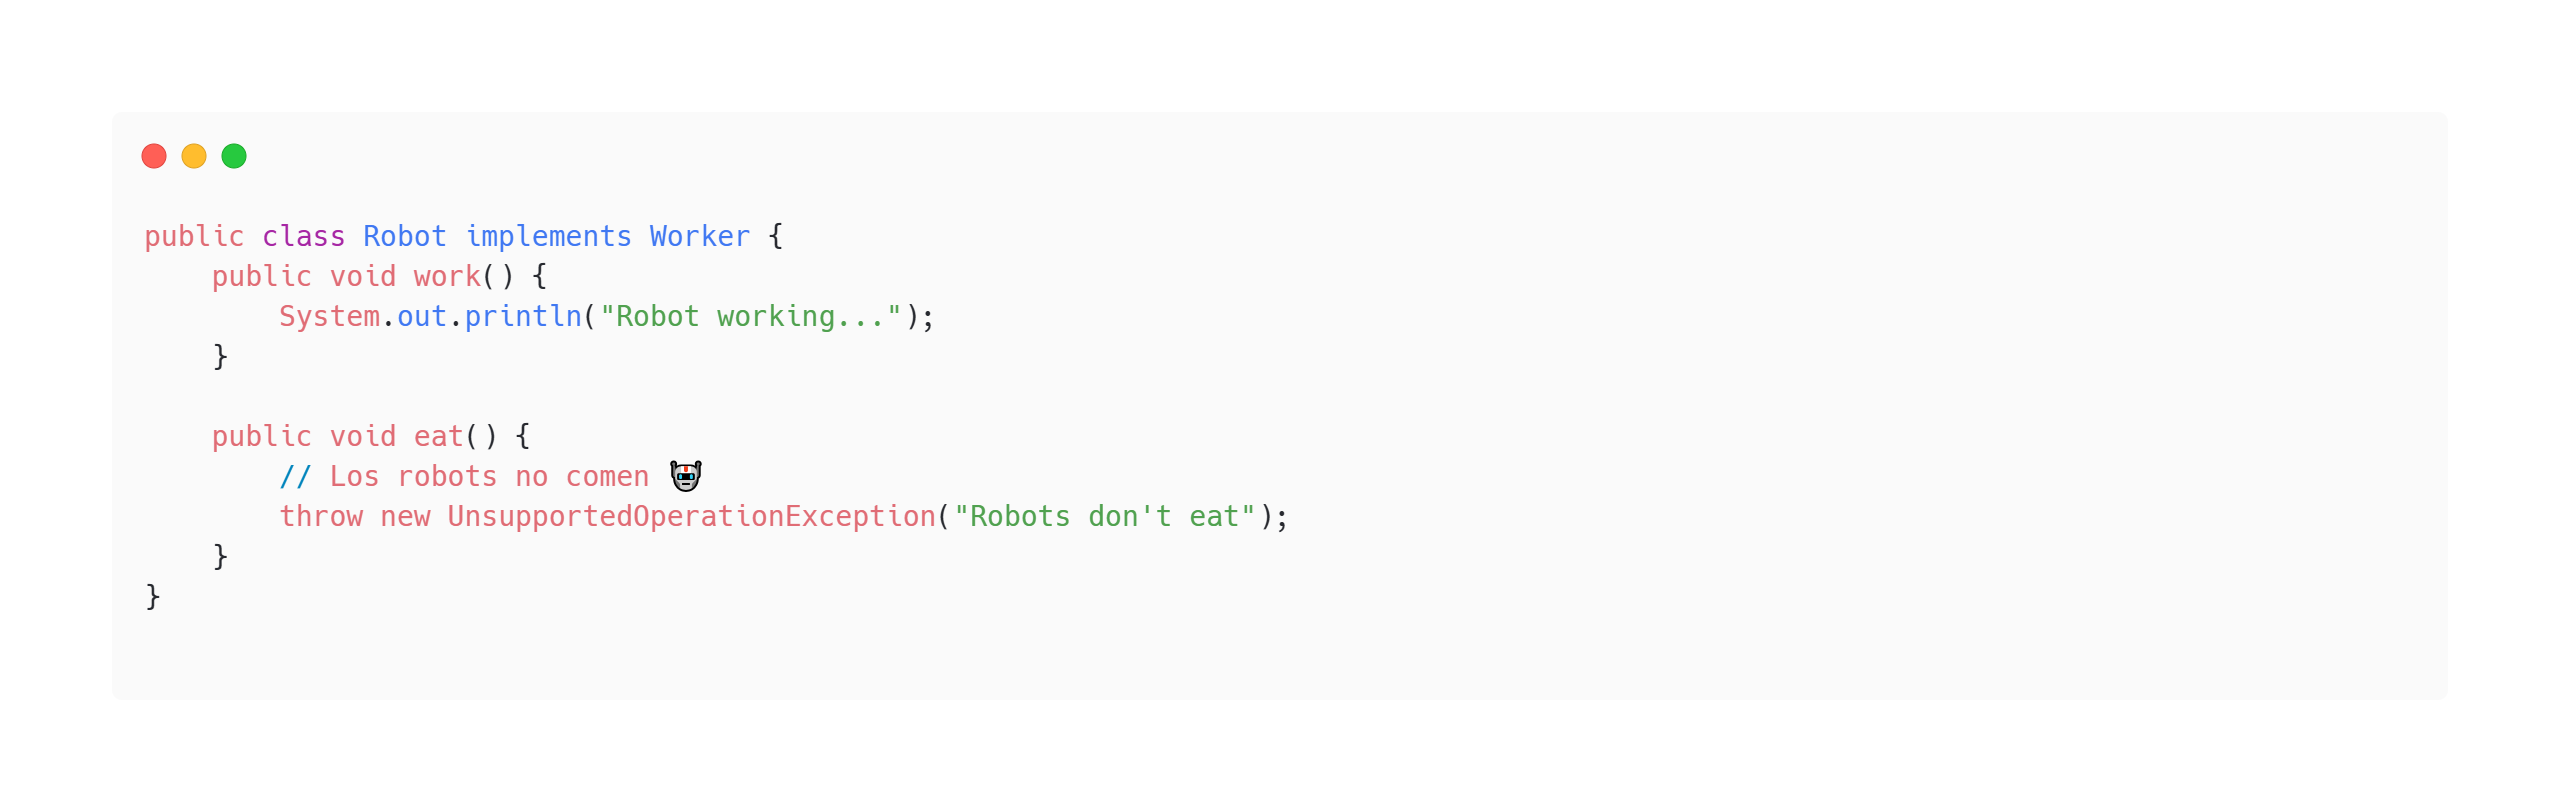 public class Robot implements Worker {
    public void work() {
        System.out.println("Robot working...");
    }

    public void eat() {
        // Los robots no comen 🤖
        throw new UnsupportedOperationException("Robots don't eat");
    }
}